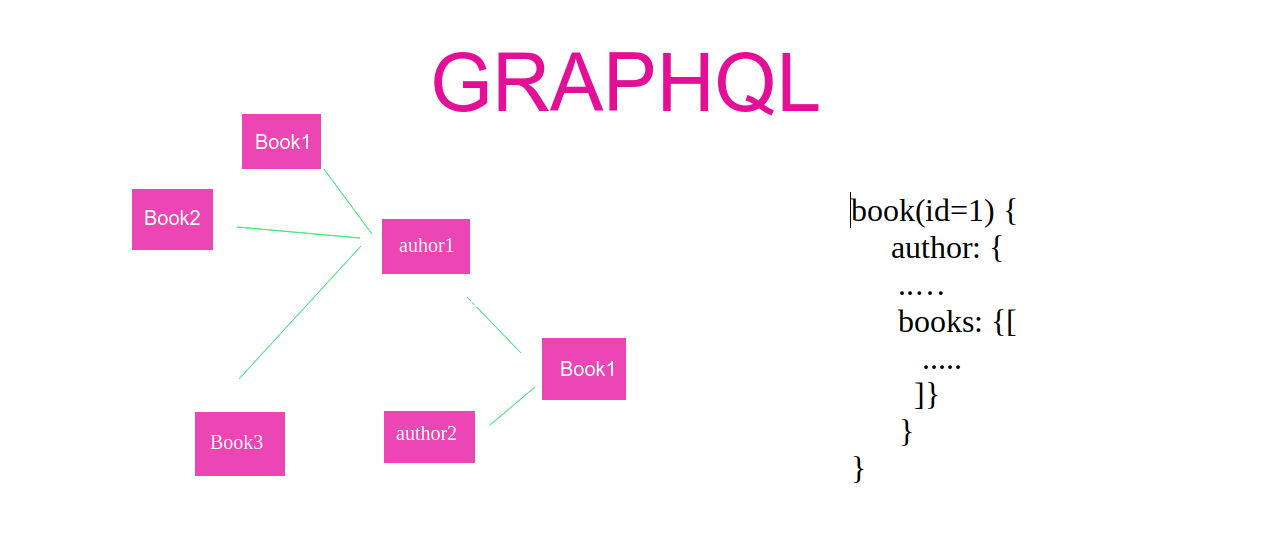 GRAPHQL
Book1
Book2
auhor1
Book1
author2
Book3
book(id=1) {
author: {
..…
books: {[
.....
]}
}
}